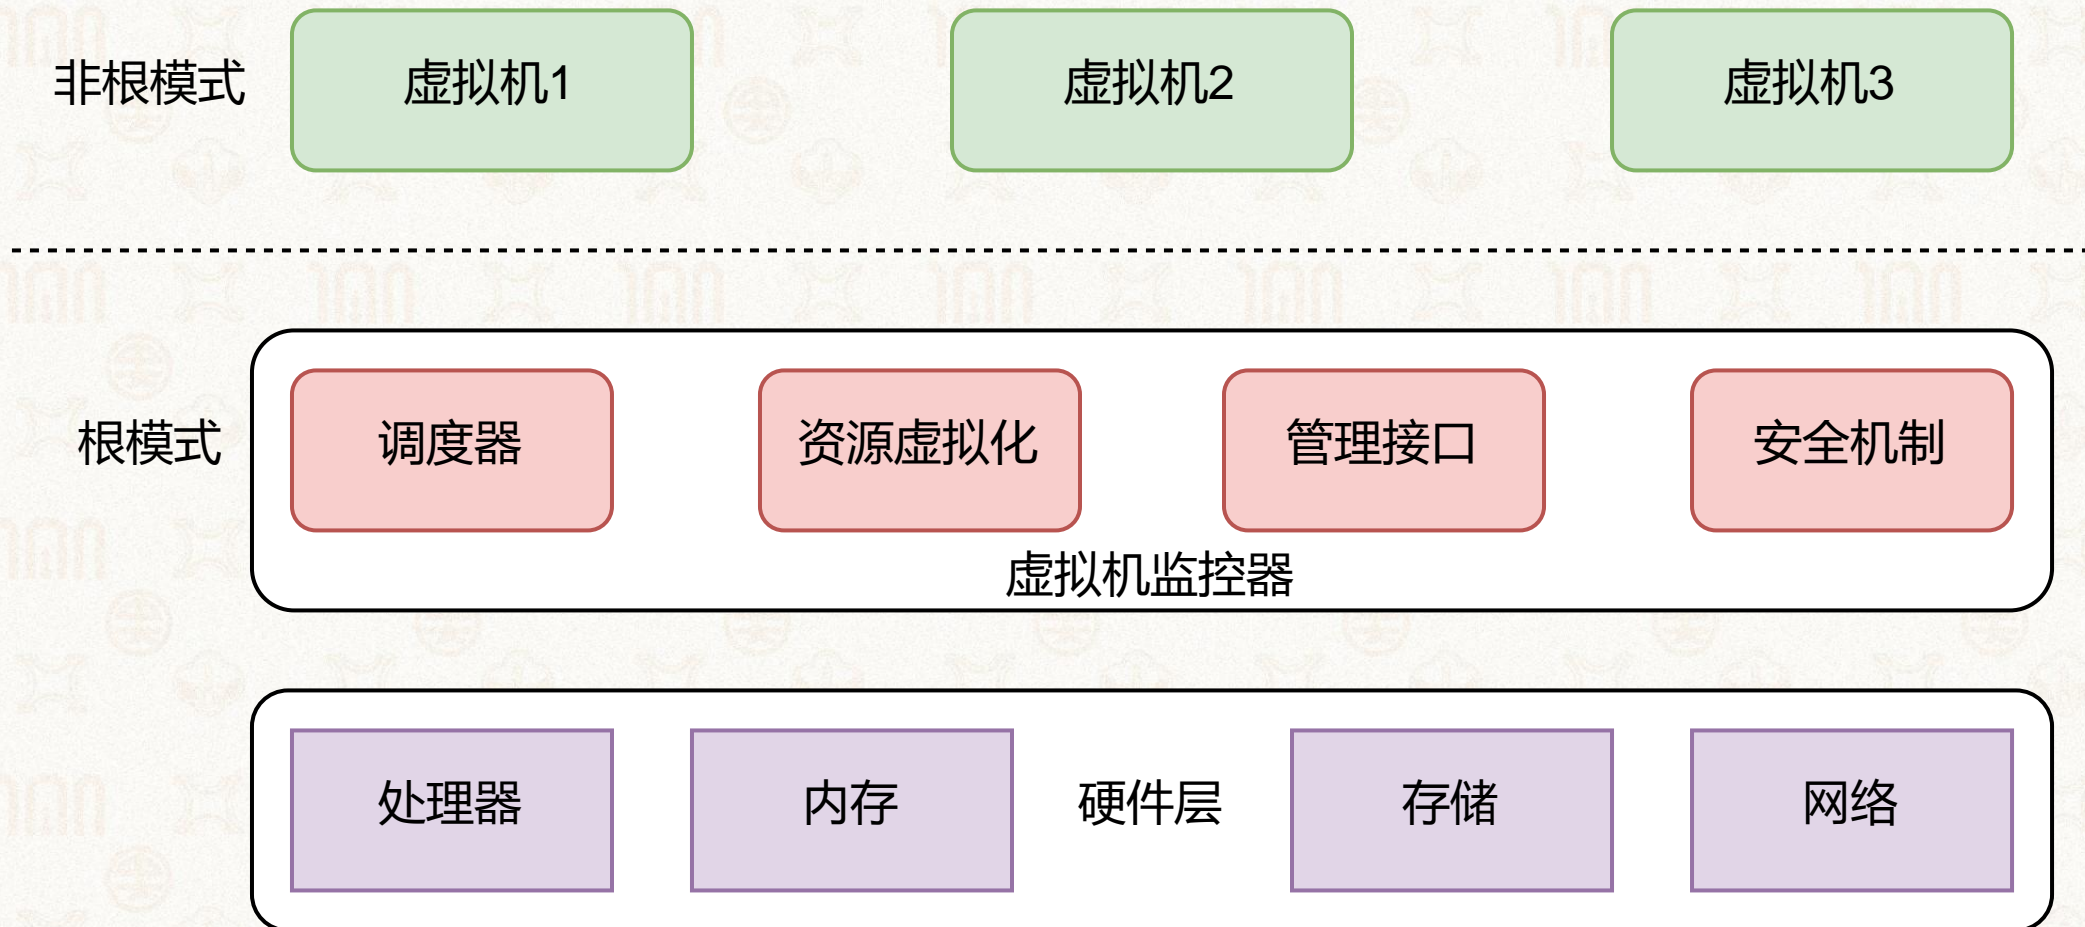 非根模式 虚拟机1 虚拟机2 虚拟机3
根模式 调度器 资源虚拟化 管理接口 安全机制
虚拟机监控器
处理器 内存 硬件层 存储 网络